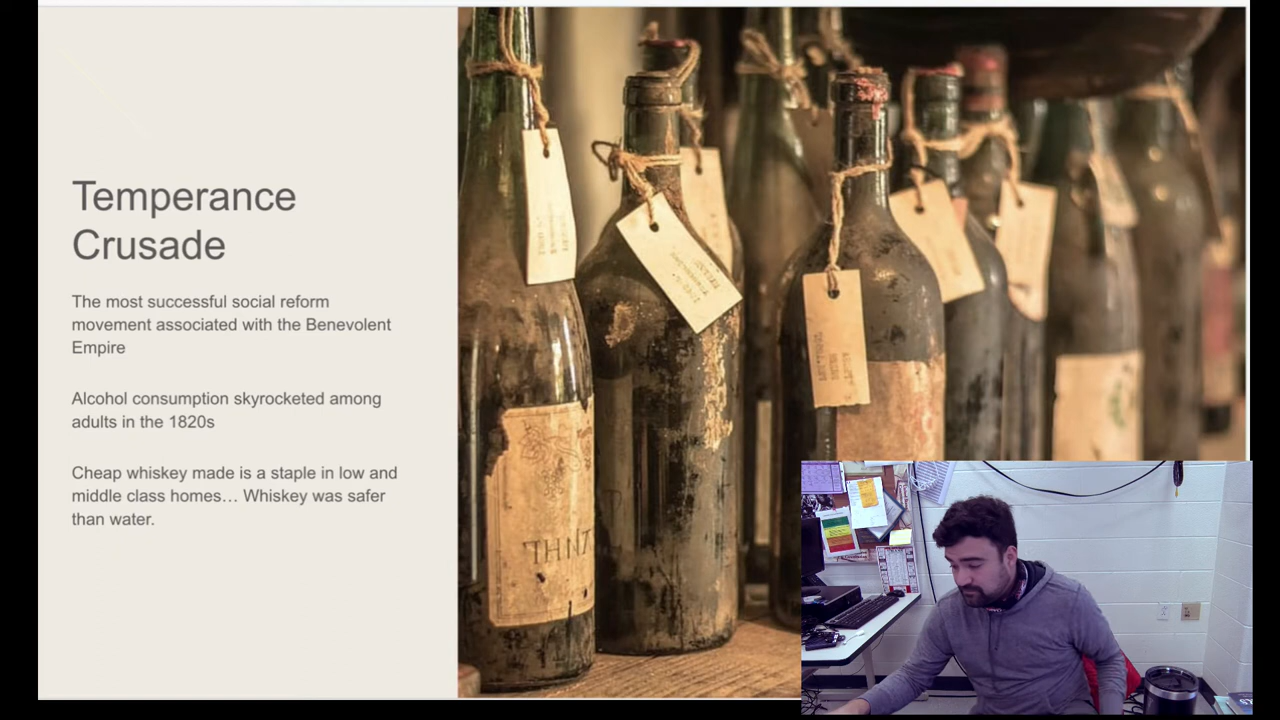 Temperance
Crusade
The most successful social reform
movement associated with the Benevolent
Empire
Alcohol consumption skyrocketed among
adults in the 1820s
Cheap whiskey made is a staple in low and
middle class homes… Whiskey was safer
than water.